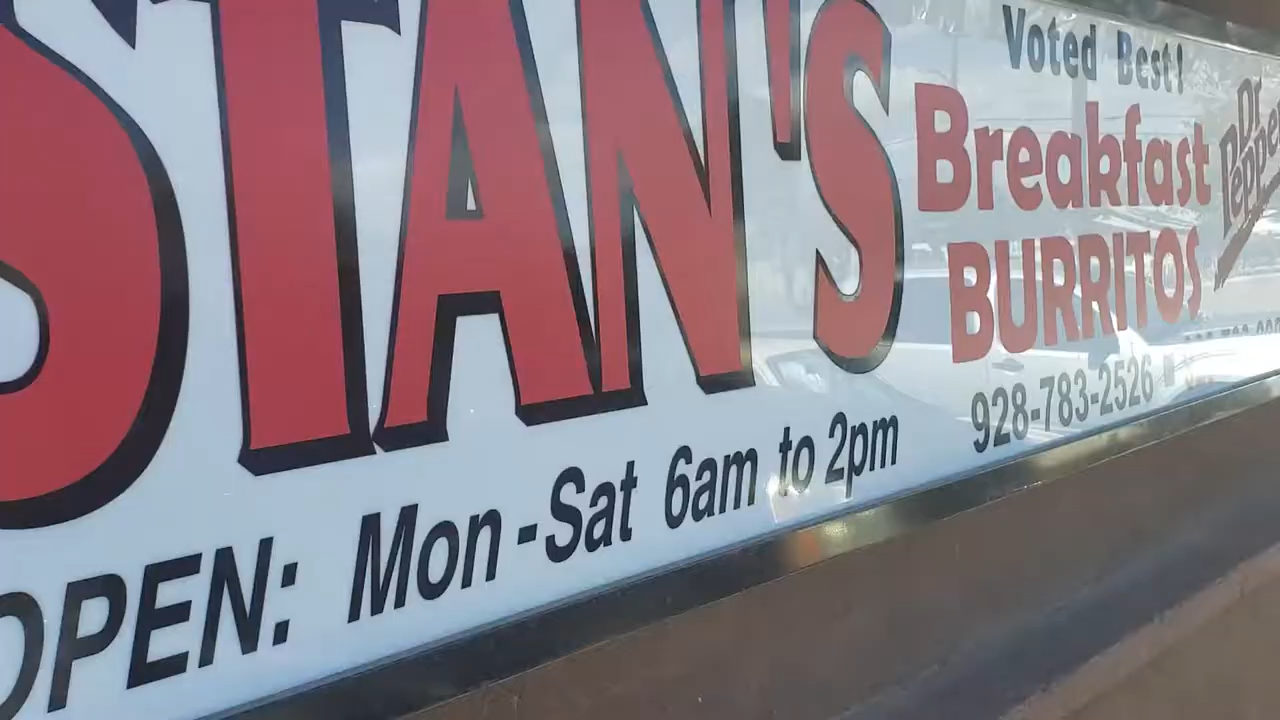 STAN'S
OPEN: Mon-Sat 6am to 2pm
Voted Best!
Breakfast
BURRITOS
928-783-2526
Dr
Pepper